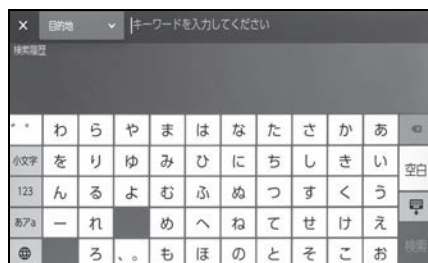 × 目的地 キーワードを入力してください
検索履歴
゛゜ わ ら や ま は な た さ か あ
小文字 を り ゆ み ひ に ち し き い 空白
123 ん る よ む ふ ぬ つ す く う
あアa ー れ め へ ね て せ け え
ろ 、。 も ほ の と そ こ お 検索